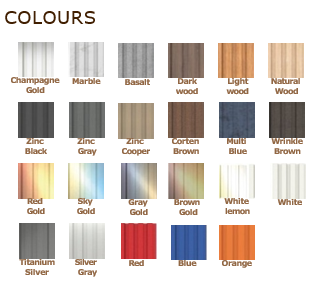 COLOURS
Champagne Gold
Marble
Basalt
Dark wood
Light wood
Natural Wood
Zinc Black
Zinc Gray
Zinc Cooper
Corten Brown
Multi Blue
Wrinkle Brown
Red Gold
Sky Gold
Gray Gold
Brown Gold
White lemon
White
Titanium Silver
Silver Gray
Red
Blue
Orange